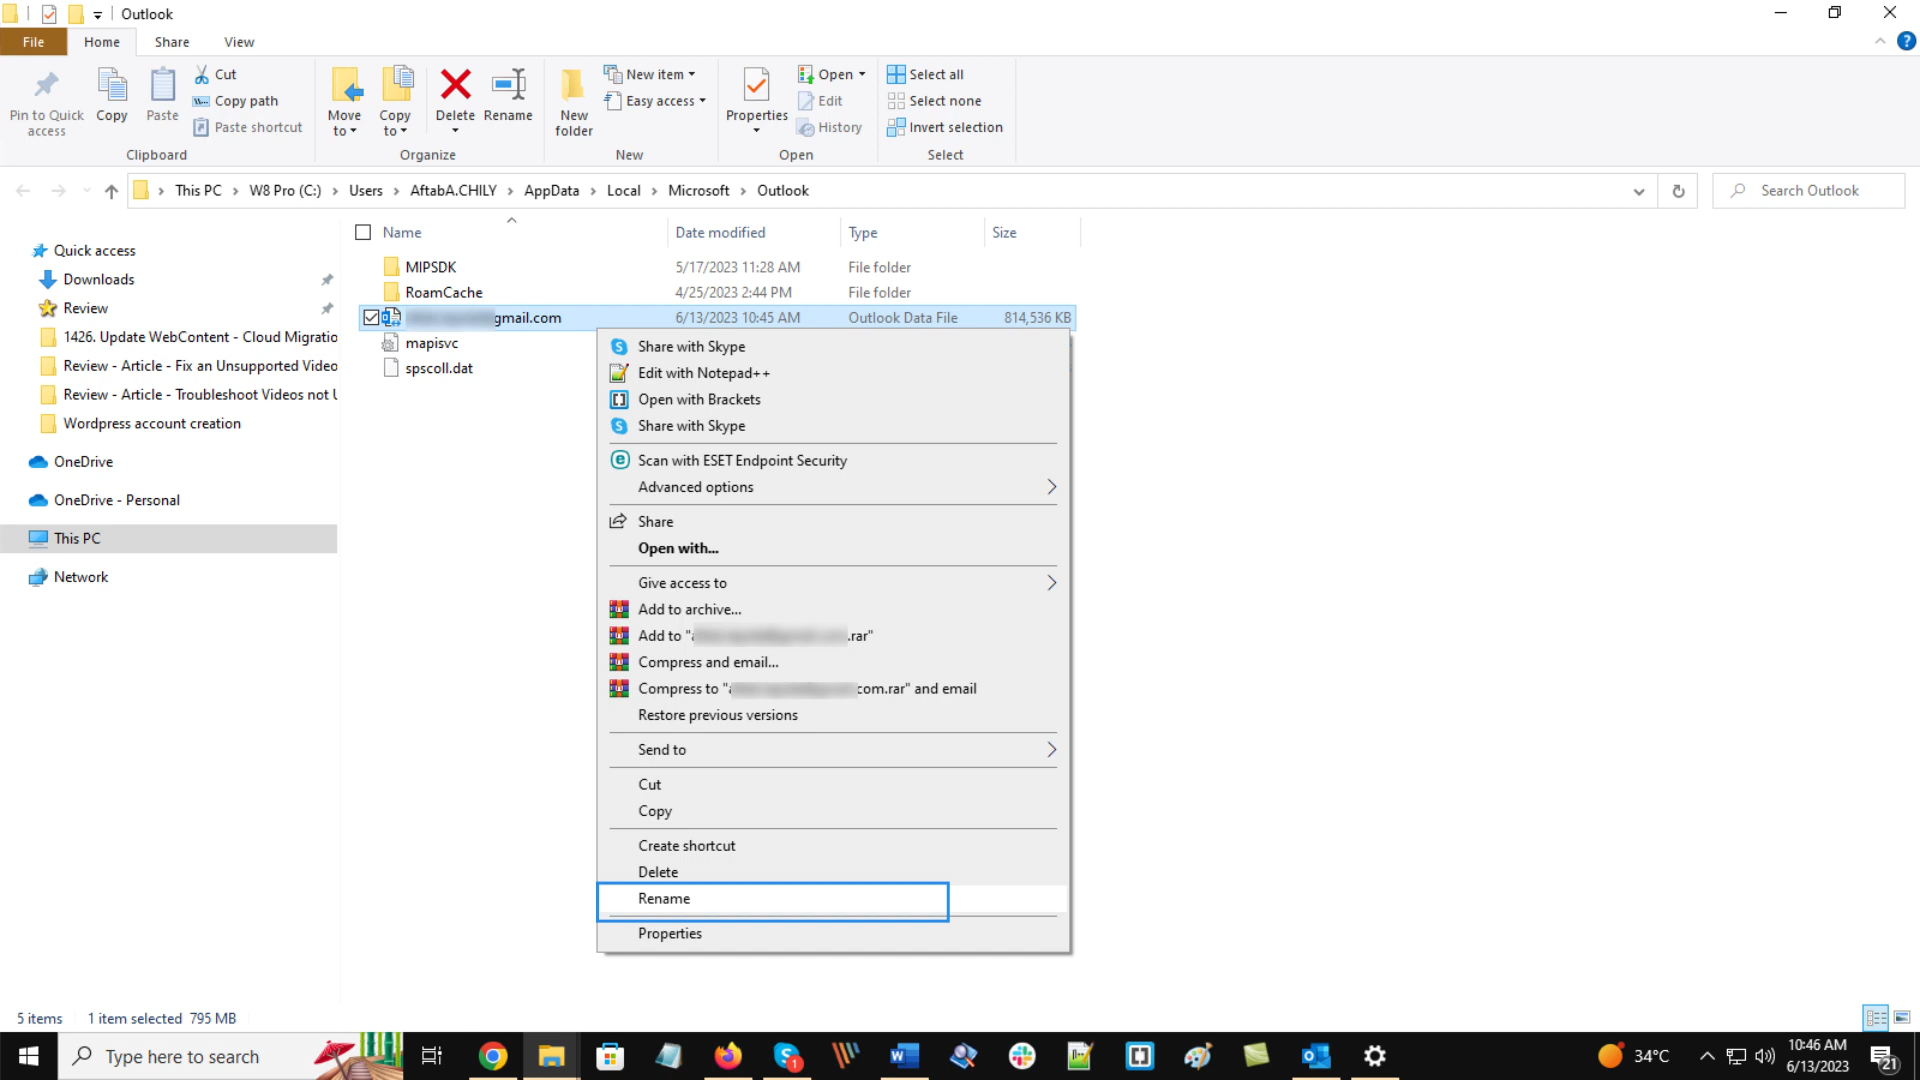 Outlook
File Home Share View
Pin to Quick access
Copy
Paste
Cut
Copy path
Paste shortcut
Clipboard
Move to
Copy to
Delete
Rename
Organize
New folder
New item
Easy access
New
Properties
Open
Edit
History
Open
Select all
Select none
Invert selection
Select
This PC > W8 Pro (C:) > Users > AftabA.CHILY > AppData > Local > Microsoft > Outlook
Search Outlook
Quick access
Downloads
Review
1426. Update WebContent - Cloud Migratio
Review - Article - Fix an Unsupported Video
Review - Article - Troubleshoot Videos not U
Wordpress account creation
OneDrive
OneDrive - Personal
This PC
Network
Name Date modified Type Size
MIPSDK 5/17/2023 11:28 AM File folder
RoamCache 4/25/2023 2:44 PM File folder
gmail.com 6/13/2023 10:45 AM Outlook Data File 814,536 KB
mapisvc
spscoll.dat
Share with Skype
Edit with Notepad++
Open with Brackets
Share with Skype
Scan with ESET Endpoint Security
Advanced options
Share
Open with...
Give access to
Add to archive...
Add to " .rar"
Compress and email...
Compress to " com.rar" and email
Restore previous versions
Send to
Cut
Copy
Create shortcut
Delete
Rename
Properties
5 items 1 item selected 795 MB
Type here to search
1
34°C
10:46 AM
6/13/2023
21